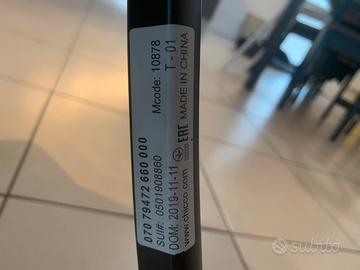 070 79472 660 000
SUI#: 0501908860
DOM: 2019-11-11
www.chicco.com
EAC MADE IN CHINA
Mcode: 10878
T - 01
subito